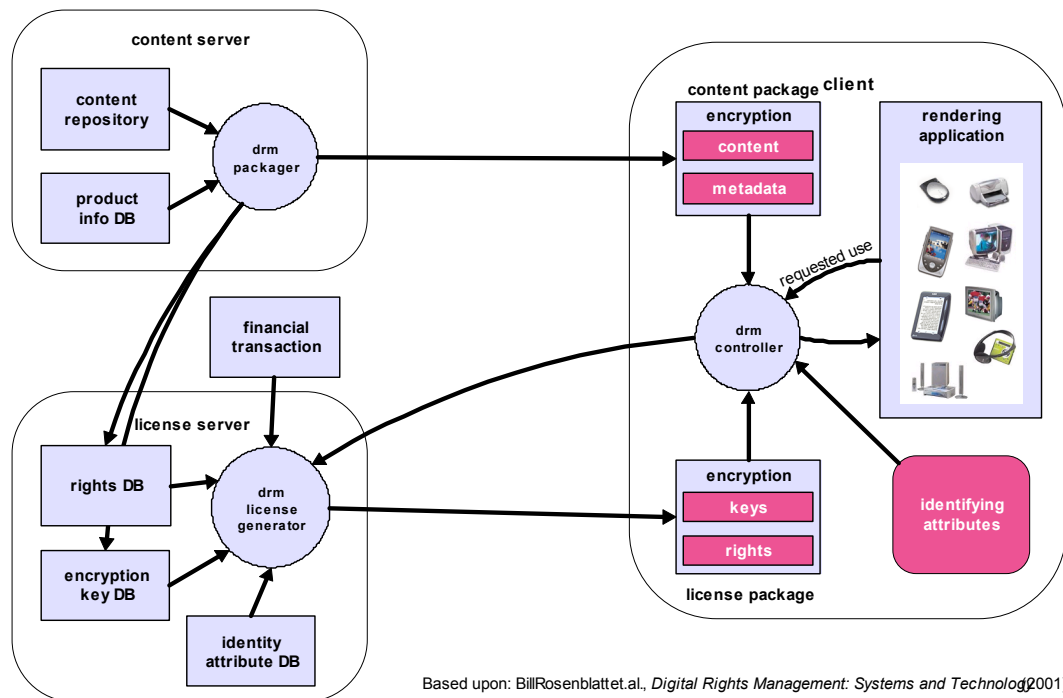 content server
content
repository
product
info DB
drm
packager
financial
transaction
license server
rights DB
encryption
key DB
drm
license
generator
identity
attribute DB
client
content package
encryption
content
metadata
rendering
application
requested use
drm
controller
encryption
keys
rights
license package
identifying
attributes
Based upon: BillRosenblattet.al., Digital Rights Management: Systems and Technology(2001